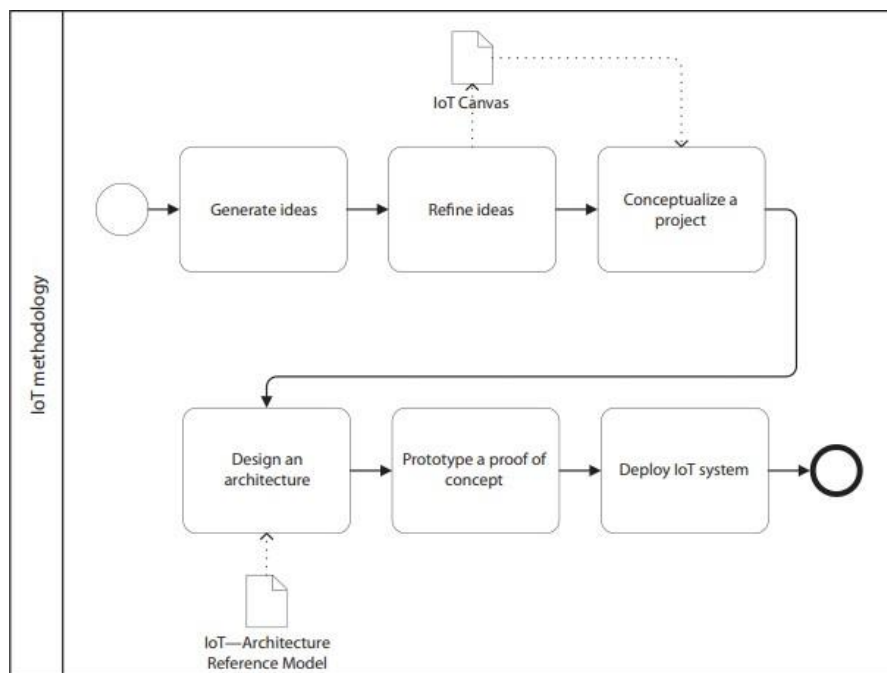 IoT methodology
IoT Canvas
Generate ideas
Refine ideas
Conceptualize a
project
Design an
architecture
Prototype a proof of
concept
Deploy IoT system
IoT—Architecture
Reference Model